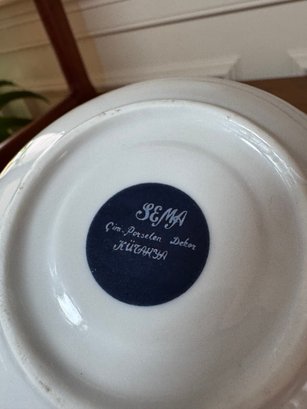 SEMA
Çini-Porselen Dekor
KÜTAHYA